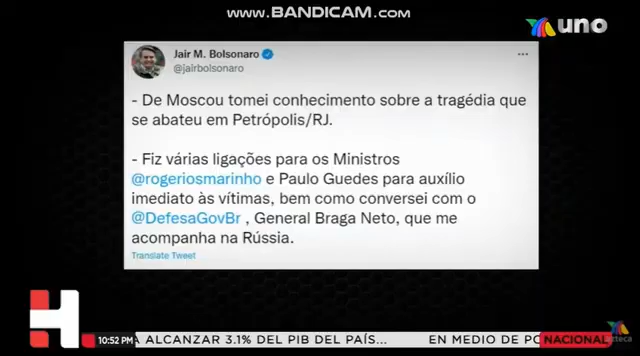 www.BANDICAM.com
uno
Jair M. Bolsonaro
@jairbolsonaro
- De Moscou tomei conhecimento sobre a tragédia que
se abateu em Petrópolis/RJ.
- Fiz várias ligações para os Ministros
@rogeriosmarinho e Paulo Guedes para auxílio
imediato às vítimas, bem como conversei com o
@DefesaGovBr , General Braga Neto, que me
acompanha na Rússia.
Translate Tweet
H
10:52 PM
A ALCANZAR 3.1% DEL PIB DEL PAÍS... EN MEDIO DE
NACIONAL
azteca